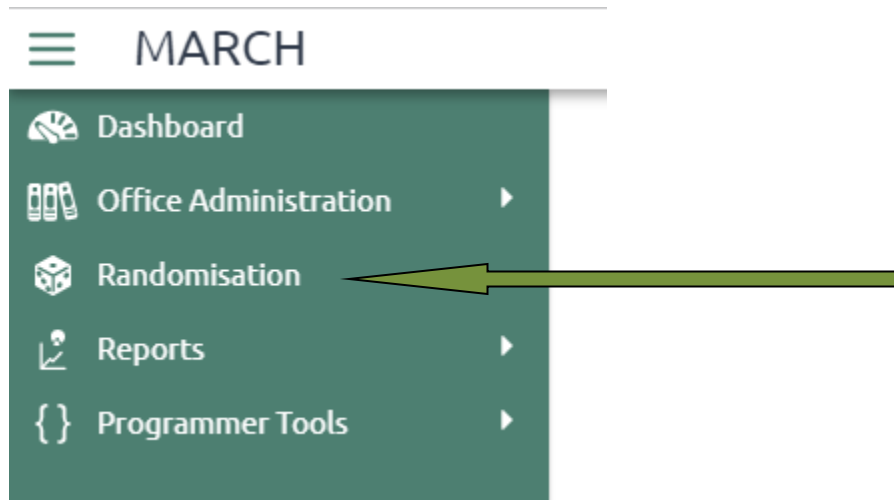 MARCH
Dashboard
Office Administration
Randomisation
Reports
{ } Programmer Tools